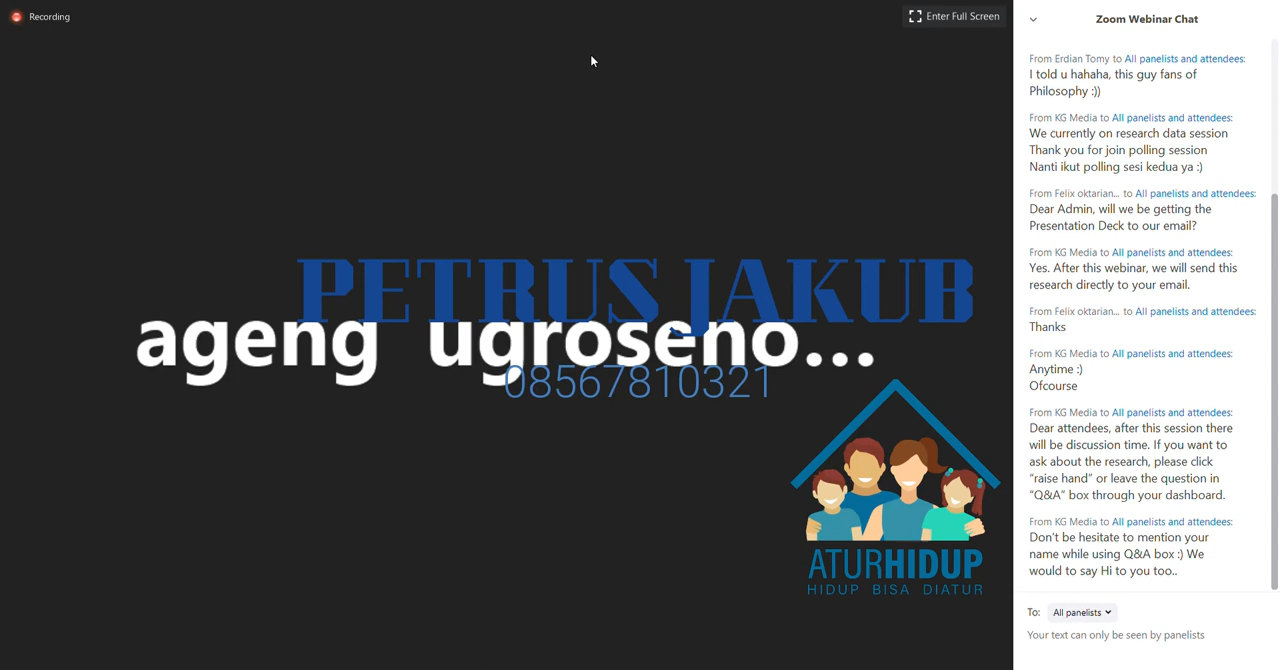 Recording
Enter Full Screen
PETRUS JAKUB
ageng ugroseno...
08567810321
ATURHIDUP
HIDUP BISA DIATUR
Zoom Webinar Chat
From Erdian Tomy to All panelists and attendees:
I told u hahaha, this guy fans of
Philosophy :))
From KG Media to All panelists and attendees:
We currently on research data session
Thank you for join polling session
Nanti ikut polling sesi kedua ya :)
From Felix oktarian... to All panelists and attendees:
Dear Admin, will we be getting the
Presentation Deck to our email?
From KG Media to All panelists and attendees:
Yes. After this webinar, we will send this
research directly to your email.
From Felix oktarian... to All panelists and attendees:
Thanks
From KG Media to All panelists and attendees:
Anytime :)
Ofcourse
From KG Media to All panelists and attendees:
Dear attendees, after this session there
will be discussion time. If you want to
ask about the research, please click
“raise hand” or leave the question in
“Q&A” box through your dashboard.
From KG Media to All panelists and attendees:
Don't be hesitate to mention your
name while using Q&A box :) We
would to say Hi to you too..
To: All panelists
Your text can only be seen by panelists